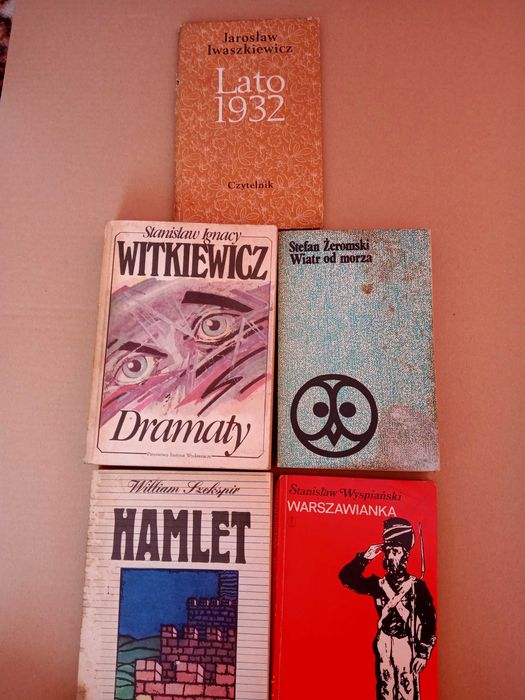 Jarosław
Iwaszkiewicz
Lato
1932
Czytelnik
Stanisław Ignacy
WITKIEWICZ
Dramaty
Państwowy Instytut Wydawniczy
Stefan Żeromski
Wiatr od morza
William Szekspir
HAMLET
Stanisław Wyspiański
WARSZAWIANKA